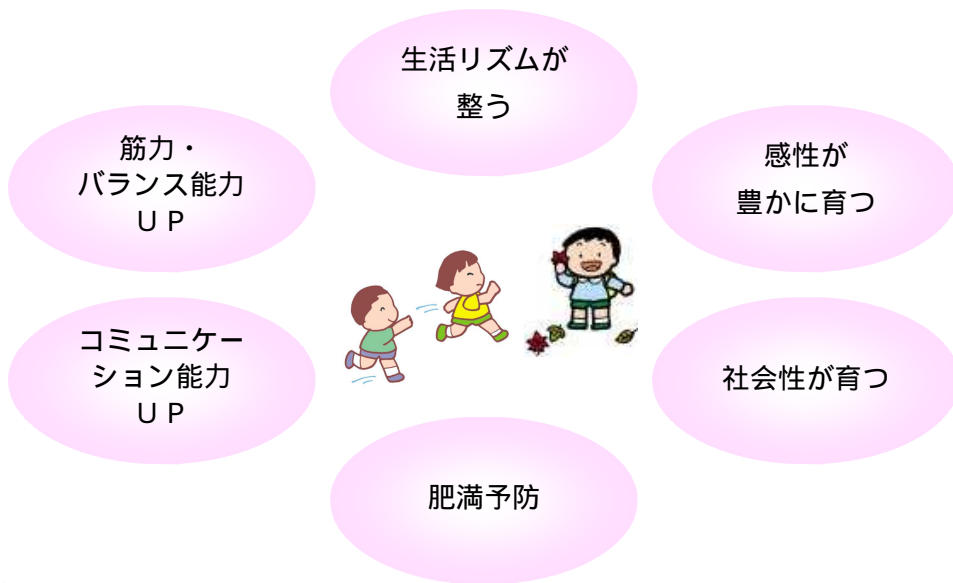 生活リズムが
整う
筋力・
バランス能力
ＵＰ
感性が
豊かに育つ
コミュニケー
ション能力
ＵＰ
社会性が育つ
肥満予防